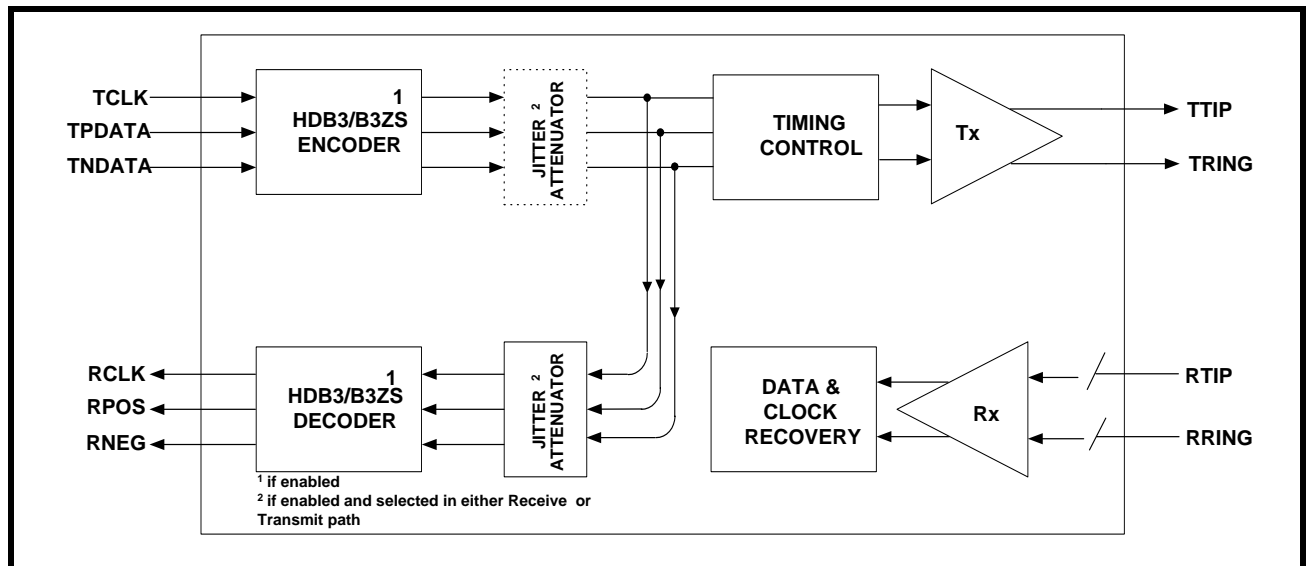 TCLK
TPDATA
TNDATA
1
HDB3/B3ZS
ENCODER
JITTER 2
ATTENUATOR
TIMING
CONTROL
Tx
TTIP
TRING
RCLK
RPOS
RNEG
1
HDB3/B3ZS
DECODER
JITTER 2
ATTENUATOR
DATA &
CLOCK
RECOVERY
Rx
RTIP
RRING
1 if enabled
2 if enabled and selected in either Receive or
Transmit path